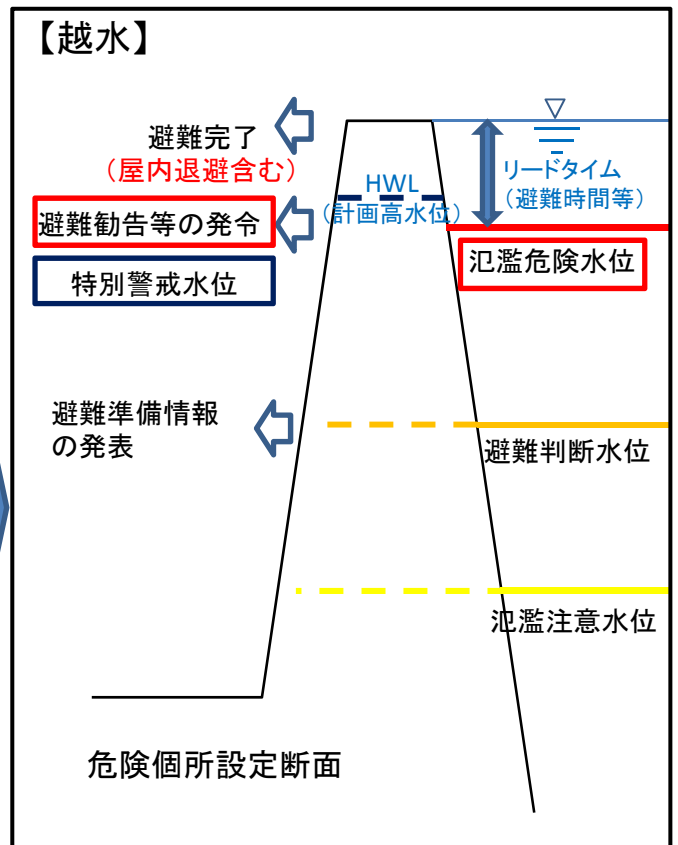 【越水】
避難完了
（屋内退避含む）
避難勧告等の発令
特別警戒水位
避難準備情報
の発表
HWL
（計画高水位）
リードタイム
（避難時間等）
氾濫危険水位
避難判断水位
氾濫注意水位
危険個所設定断面